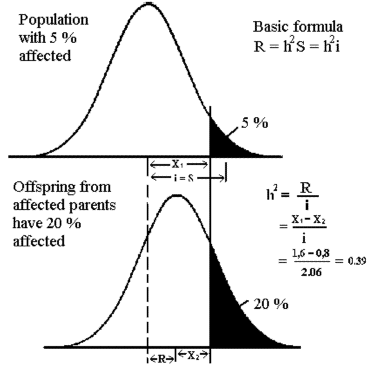 Population
with 5 %
affected
Basic formula
R = h²S = h²i
5 %
X₁
i = S
Offspring from
affected parents
have 20 %
affected
h² = R / i
= X₁ - X₂ / i
= 1,6 - 0,8 / 2.06 = 0.39
20 %
R
X₂